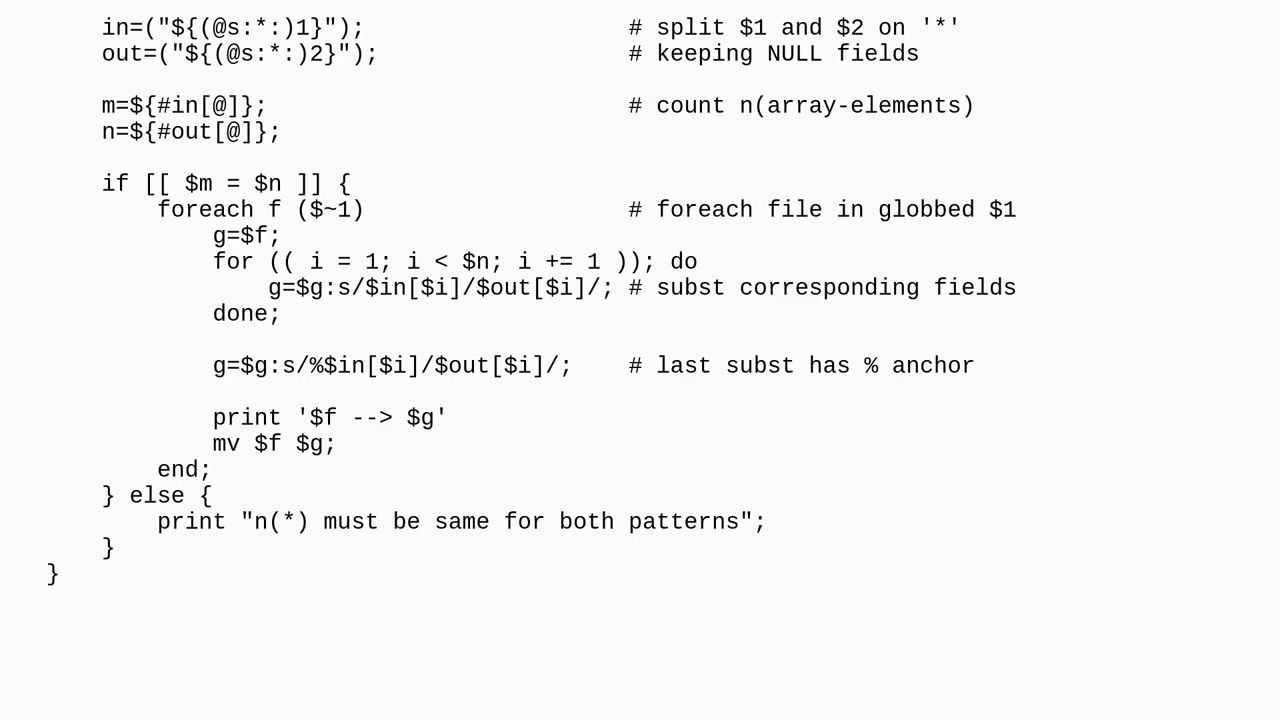 in=("${(@s:*:)1}"); # split $1 and $2 on '*'
out=("${(@s:*:)2}"); # keeping NULL fields
m=${#in[@]}; # count n(array-elements)
n=${#out[@]};
if [[ $m = $n ]] {
foreach f ($~1) # foreach file in globbed $1
g=$f;
for (( i = 1; i < $n; i += 1 )); do
g=$g:s/$in[$i]/$out[$i]/; # subst corresponding fields
done;
g=$g:s/%$in[$i]/$out[$i]/; # last subst has % anchor
print '$f --> $g'
mv $f $g;
end;
} else {
print "n(*) must be same for both patterns";
}
}